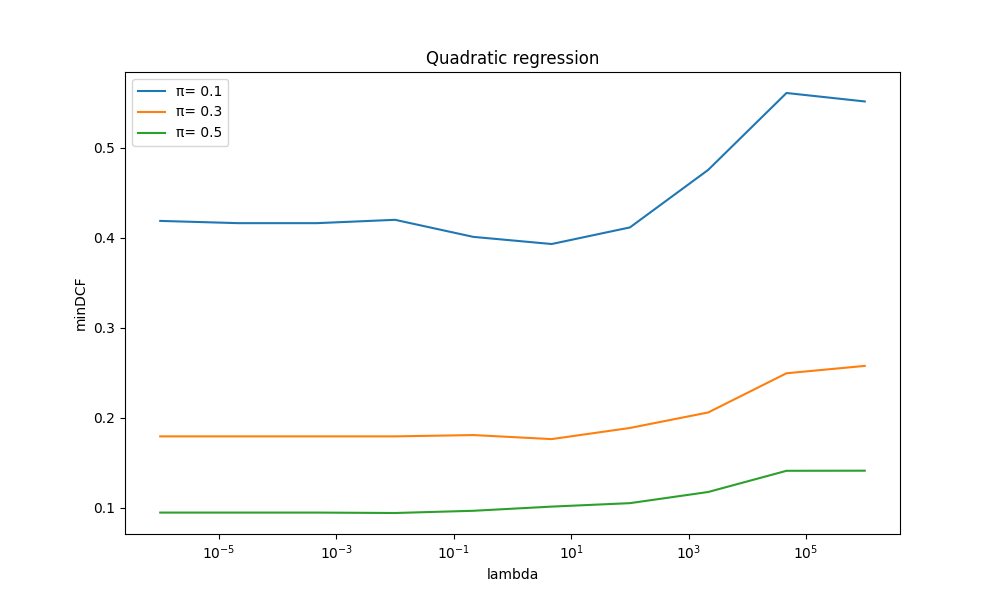 Quadratic regression
π= 0.1
π= 0.3
π= 0.5
0.5
0.4
0.3
0.2
0.1
minDCF
10⁻⁵ 10⁻³ 10⁻¹ 10¹ 10³ 10⁵
lambda